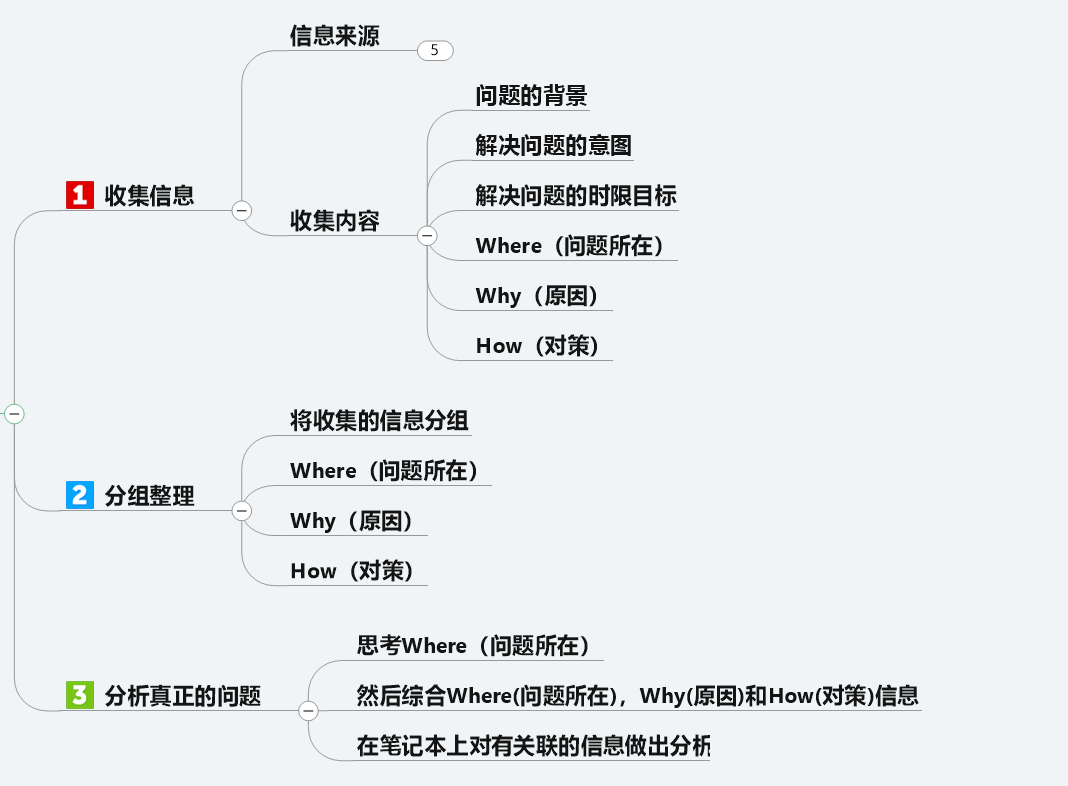 信息来源
5
问题的背景
解决问题的意图
解决问题的时限目标
1 收集信息
收集内容
Where（问题所在）
Why（原因）
How（对策）
将收集的信息分组
Where（问题所在）
2 分组整理
Why（原因）
How（对策）
思考Where（问题所在）
3 分析真正的问题
然后综合Where(问题所在)，Why(原因)和How(对策)信息
在笔记本上对有关联的信息做出分析